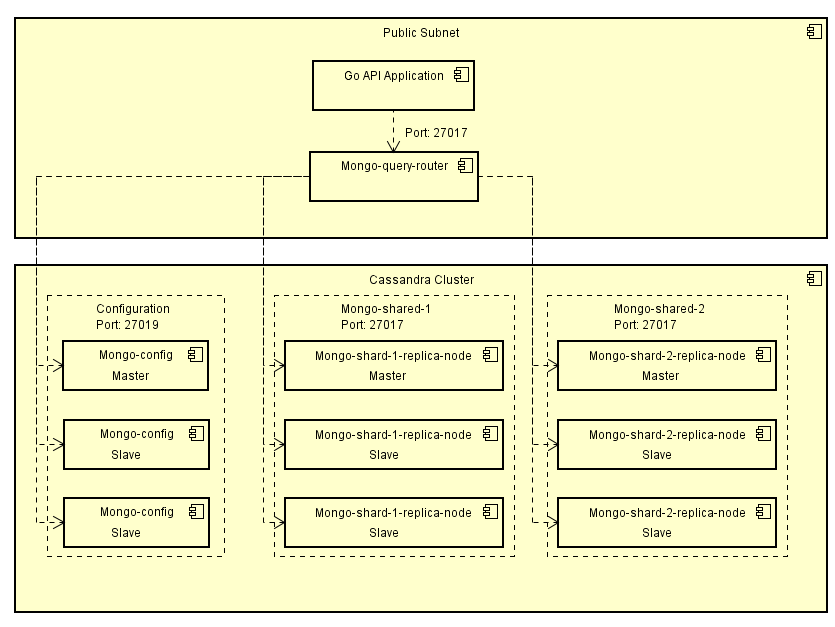 Public Subnet
Go API Application
Port: 27017
Mongo-query-router
Cassandra Cluster
Configuration
Port: 27019
Mongo-config
Master
Mongo-config
Slave
Mongo-config
Slave
Mongo-shared-1
Port: 27017
Mongo-shard-1-replica-node
Master
Mongo-shard-1-replica-node
Slave
Mongo-shard-1-replica-node
Slave
Mongo-shared-2
Port: 27017
Mongo-shard-2-replica-node
Master
Mongo-shard-2-replica-node
Slave
Mongo-shard-2-replica-node
Slave